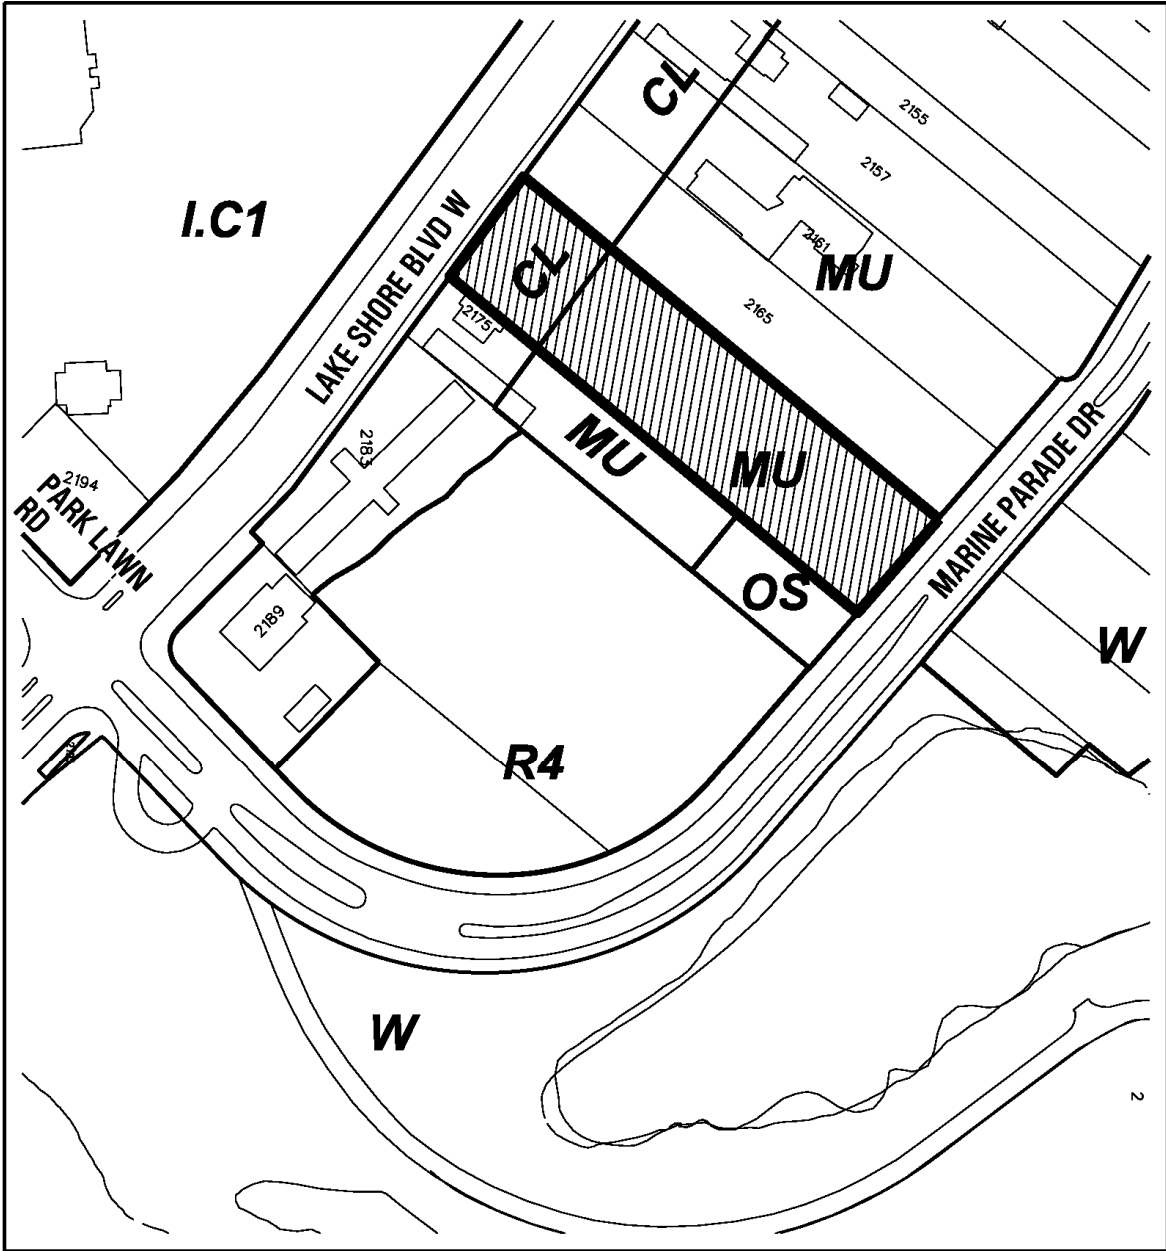 CL
2155
2157
I.C1
LAKE SHORE BLVD W
2161
MU
CL
2165
2175
MU
MU
MARINE PARADE DR
2183
2194
PARK LAWN
RD
OS
2189
W
R4
W
2